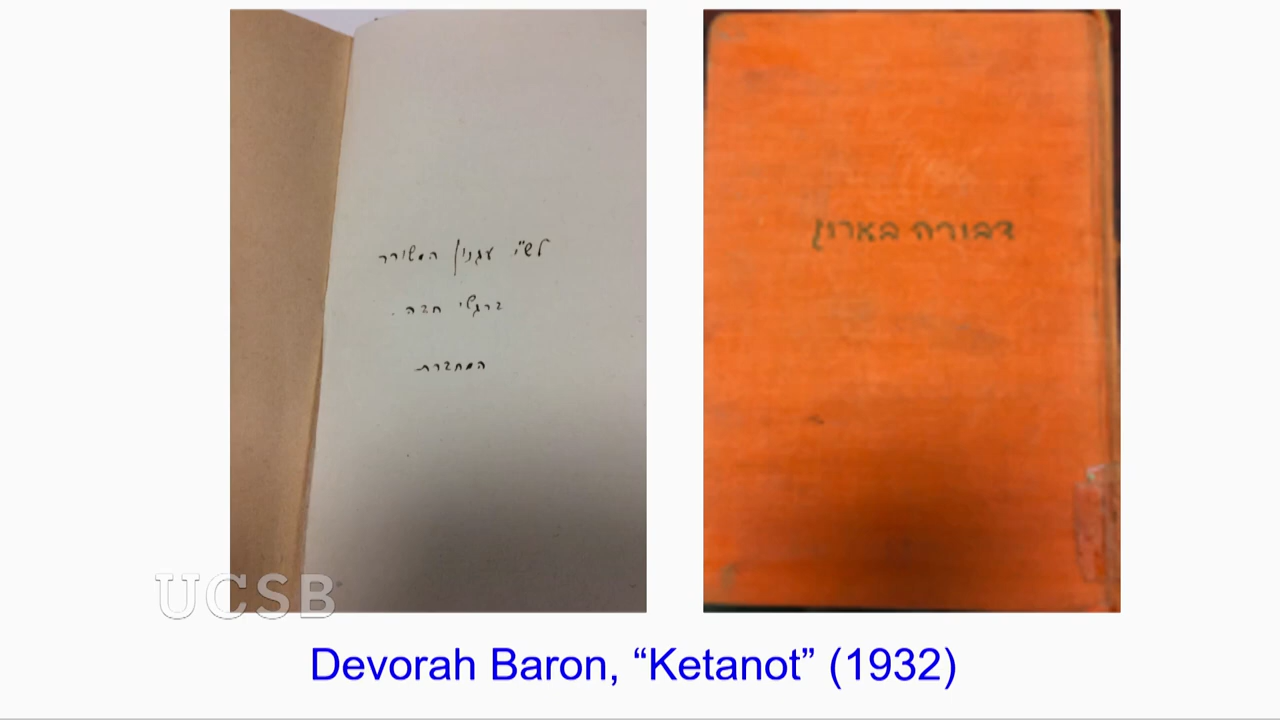 לש"י עגנון המשורר
ברגשי חבה.
המחברת
דבורה בארון
UCSB
Devorah Baron, “Ketanot” (1932)